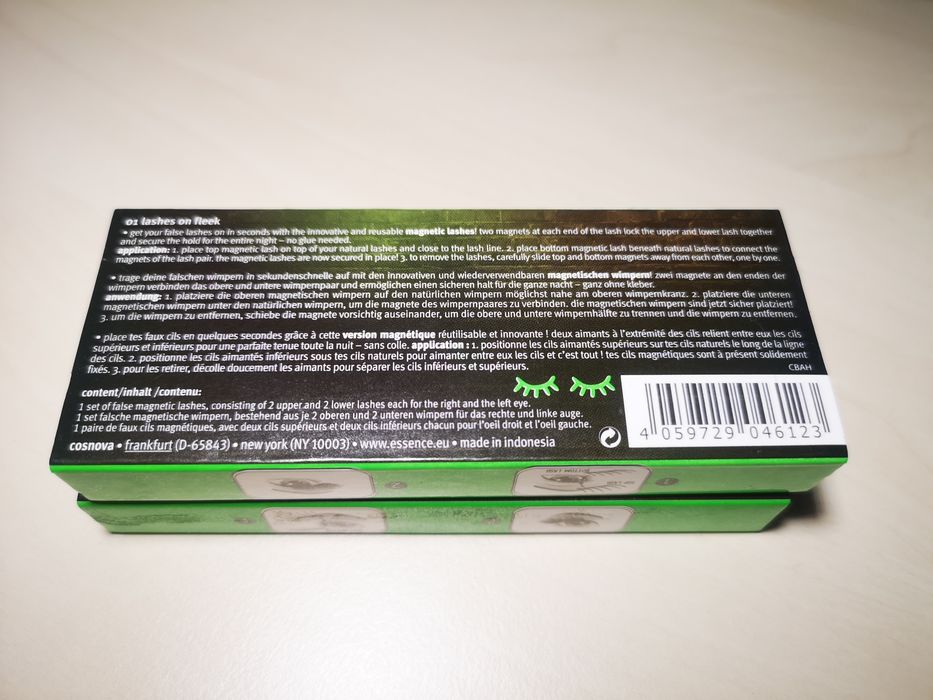 01 lashes on fleek
• get your false lashes on in seconds with the innovative and reusable magnetic lashes! two magnets at each end of the lash lock the upper and lower lash together
and secure the hold for the entire night – no glue needed.
application: 1. place top magnetic lash on top of your natural lashes and close to the lash line. 2. place bottom magnetic lash beneath natural lashes to connect the
magnets of the lash pair. the magnetic lashes are now secured in place! 3. to remove the lashes, carefully slide top and bottom magnets away from each other, one by one.
• trage deine falschen wimpern in sekundenschnelle auf mit den innovativen und wiederverwendbaren magnetischen wimpern! zwei magnete an den enden der
wimpern verbinden das obere und untere wimpernpaar und ermöglichen einen sicheren halt für die ganze nacht – ganz ohne kleber.
anwendung: 1. platziere die oberen magnetischen wimpern auf den natürlichen wimpern möglichst nahe am oberen wimpernkranz. 2. platziere die unteren
magnetischen wimpern unter den natürlichen wimpern, um die magnete des wimpernpaares zu verbinden. die magnetischen wimpern sind jetzt sicher platziert!
3. um die wimpern zu entfernen, schiebe die magnete vorsichtig auseinander, um die obere und untere wimpernhälfte zu trennen und die wimpern zu entfernen.
• place tes faux cils en quelques secondes grâce à cette version magnétique réutilisable et innovante ! deux aimants à l'extrémité des cils relient entre eux les cils
supérieurs et inférieurs pour une parfaite tenue toute la nuit – sans colle. application : 1. positionne les cils aimantés supérieurs sur tes cils naturels le long de la ligne
des cils. 2. positionne les cils aimantés inférieurs sous tes cils naturels pour aimanter entre eux les cils et c'est tout ! tes cils magnétiques sont à présent solidement
fixés. 3. pour les retirer, décolle doucement les aimants pour séparer les cils inférieurs et supérieurs.
CBAH
content/inhalt /contenu:
1 set of false magnetic lashes, consisting of 2 upper and 2 lower lashes each for the right and the left eye.
1 set falsche magnetische wimpern, bestehend aus je 2 oberen und 2 unteren wimpern für das rechte und linke auge.
1 paire de faux cils magnétiques, avec deux cils supérieurs et deux cils inférieurs chacun pour l'oeil droit et l'oeil gauche.
cosnova • frankfurt (D-65843) • new york (NY 10003) • www.essence.eu • made in indonesia
4 059729 046123
BOTTOM LASH
2
1